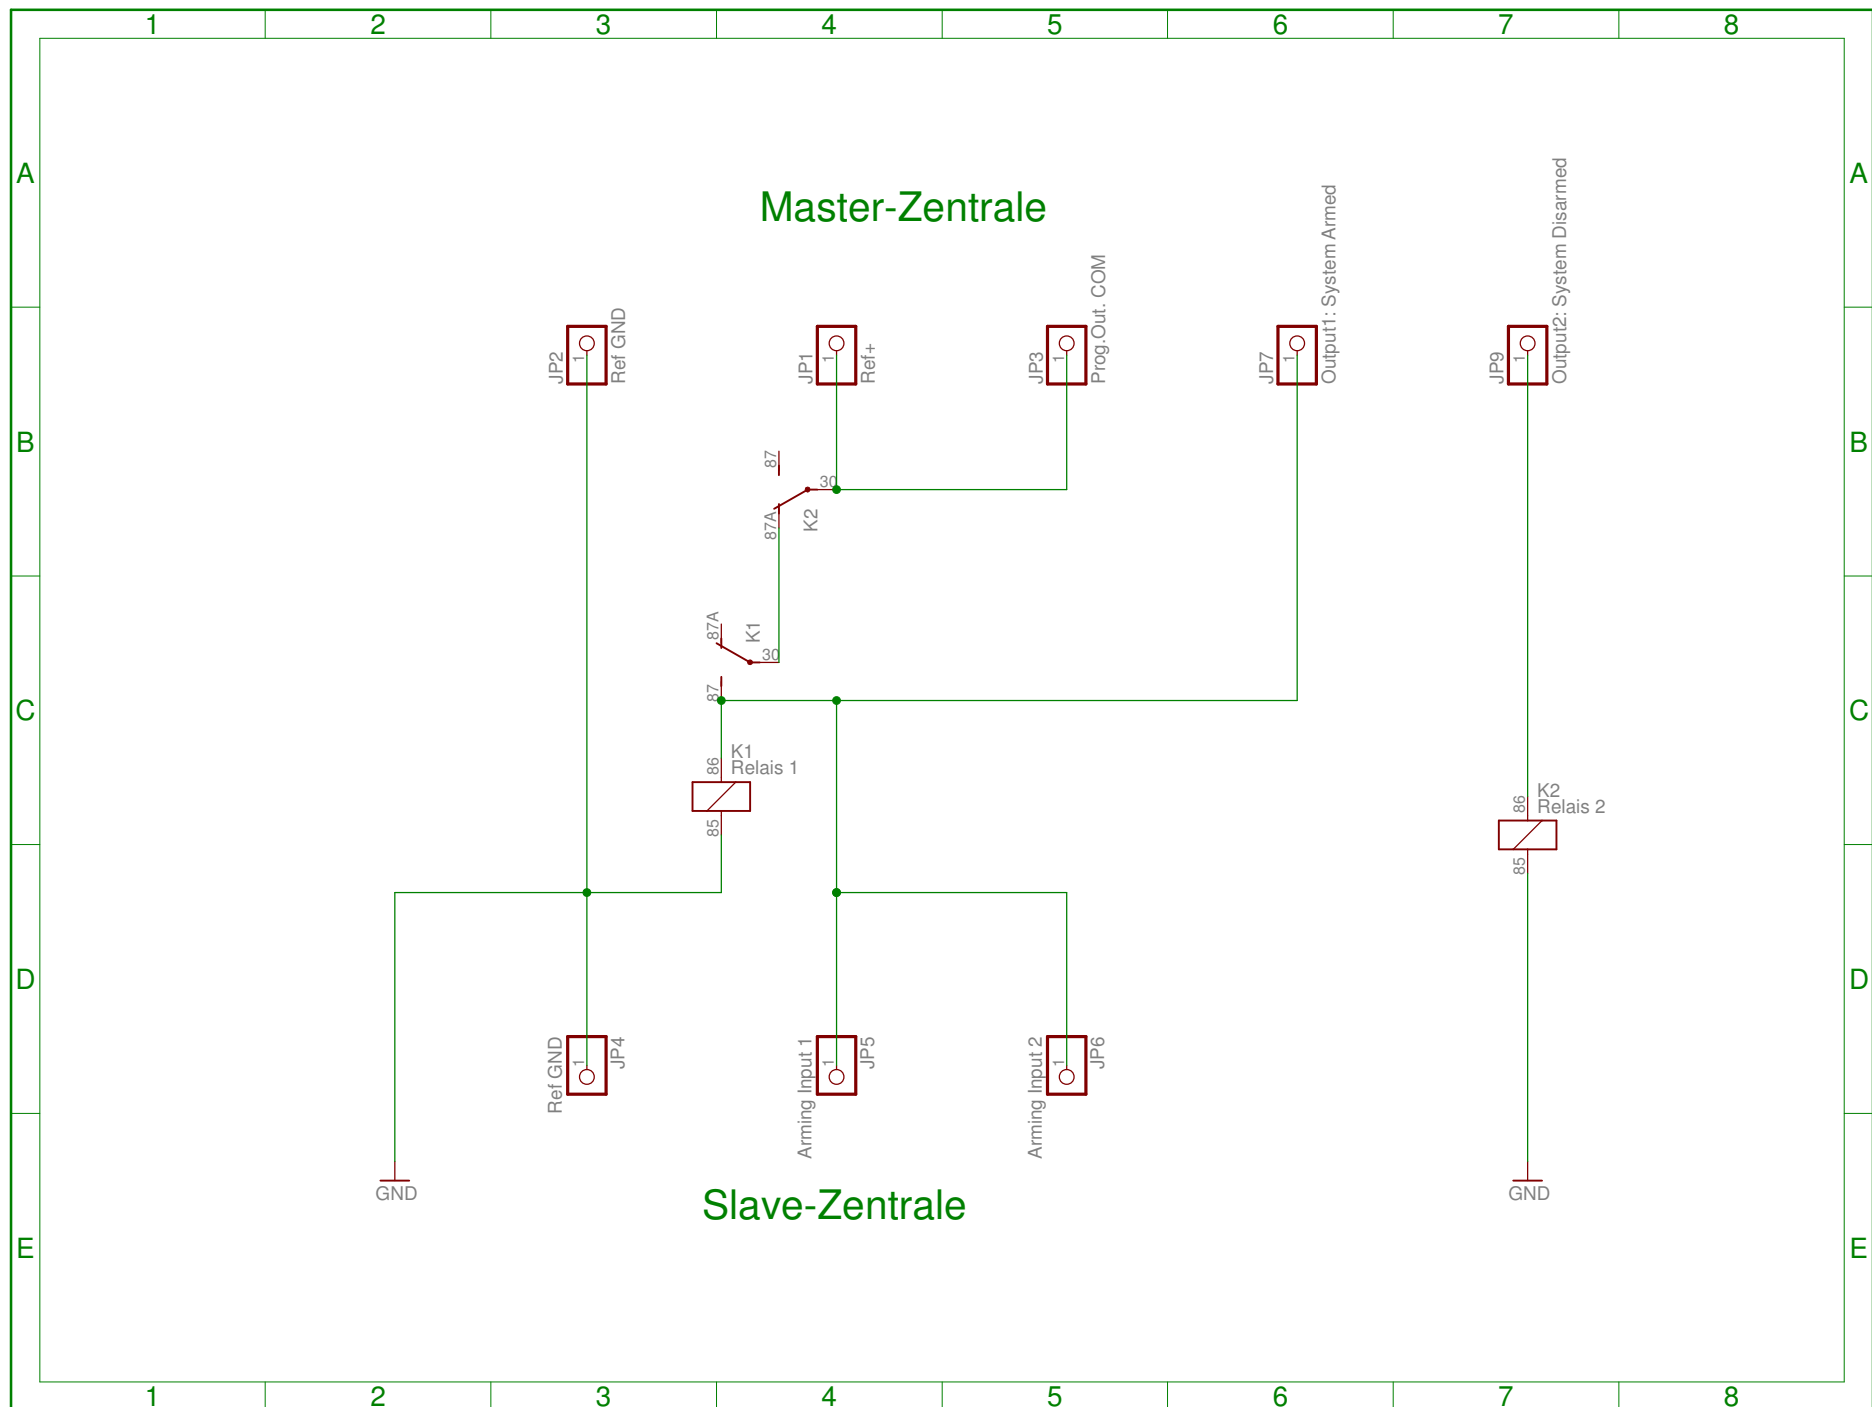 1 2 3 4 5 6 7 8
A A
Master-Zentrale
JP2 1 Ref GND
JP1 1 Ref+
JP3 1 Prog.Out. COM
JP7 1 Output1: System Armed
JP9 1 Output2: System Disarmed
B B
87
30
87A
K2
87A
K1
30
87
C C
K1
86 Relais 1
85
K2
86 Relais 2
85
D D
Ref GND 1 JP4
Arming Input 1 1 JP5
Arming Input 2 1 JP6
GND
GND
Slave-Zentrale
E E
1 2 3 4 5 6 7 8